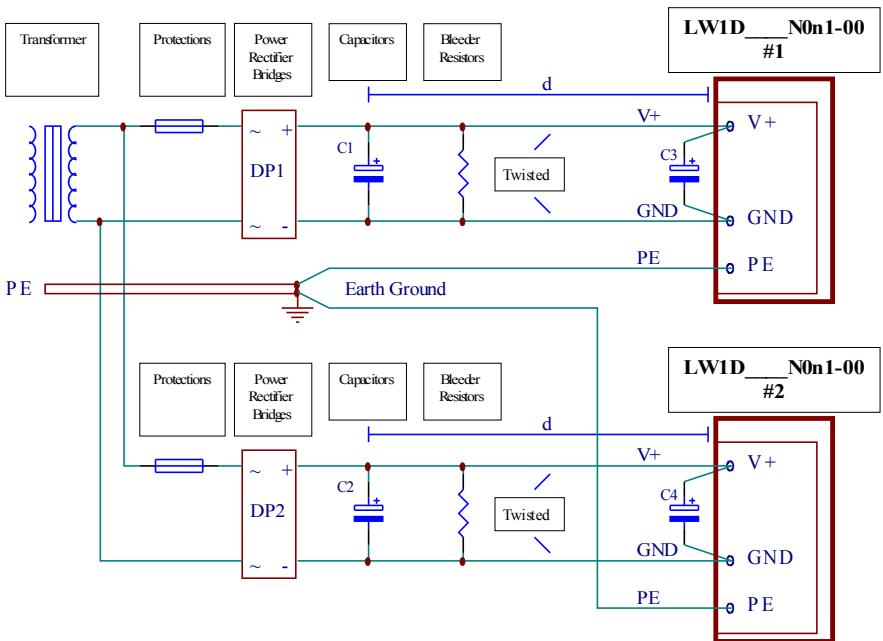 Transformer
Protections
Power
Rectifier
Bridges
Capacitors
Bleeder
Resistors
LW1D____N0n1-00
#1
d
V+
V+
~ +
C1
C3
DP1
Twisted
GND
GND
~ -
PE
PE
PE
Earth Ground
Protections
Power
Rectifier
Bridges
Capacitors
Bleeder
Resistors
LW1D____N0n1-00
#2
d
V+
V+
~ +
C2
C4
DP2
Twisted
GND
GND
~ -
PE
PE